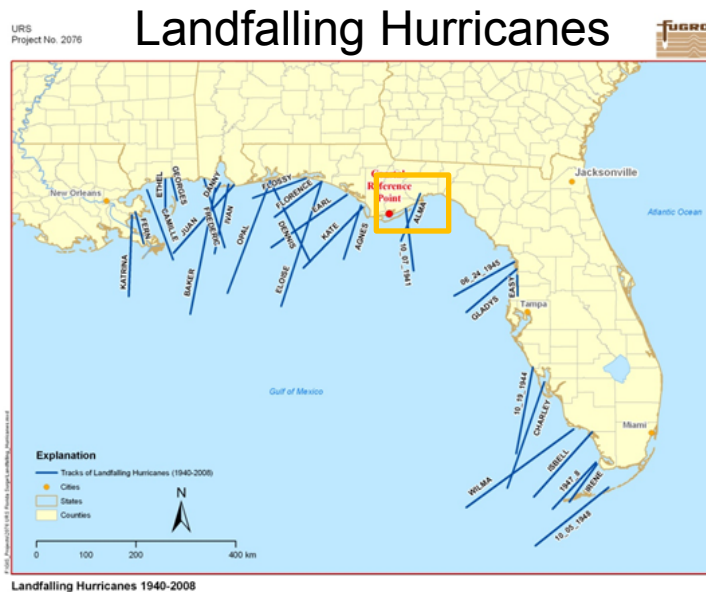 URS
Project No. 2076
Landfalling Hurricanes
FUGRO
Jacksonville
New Orleans
Atlantic Ocean
ETHEL
GEORGES
DANNY
FLOSSY
FLORENCE
EARL
Reference
Point
ALMA
FERN
CAMILLE
JUAN
FREDERIC
IVAN
OPAL
DENNIS
KATE
AGNES
10_07_1941
KATRINA
BAKER
ELOISE
06_24_1945
GLADYS
EASY
Tampa
Gulf of Mexico
10_19_1944
CHARLEY
Miami
WILMA
ISBELL
1947_8
IRENE
10_05_1948
Explanation
Tracks of Landfalling Hurricanes (1940-2008)
Cities
States
Counties
N
0 100 200 400 km
Landfalling Hurricanes 1940-2008